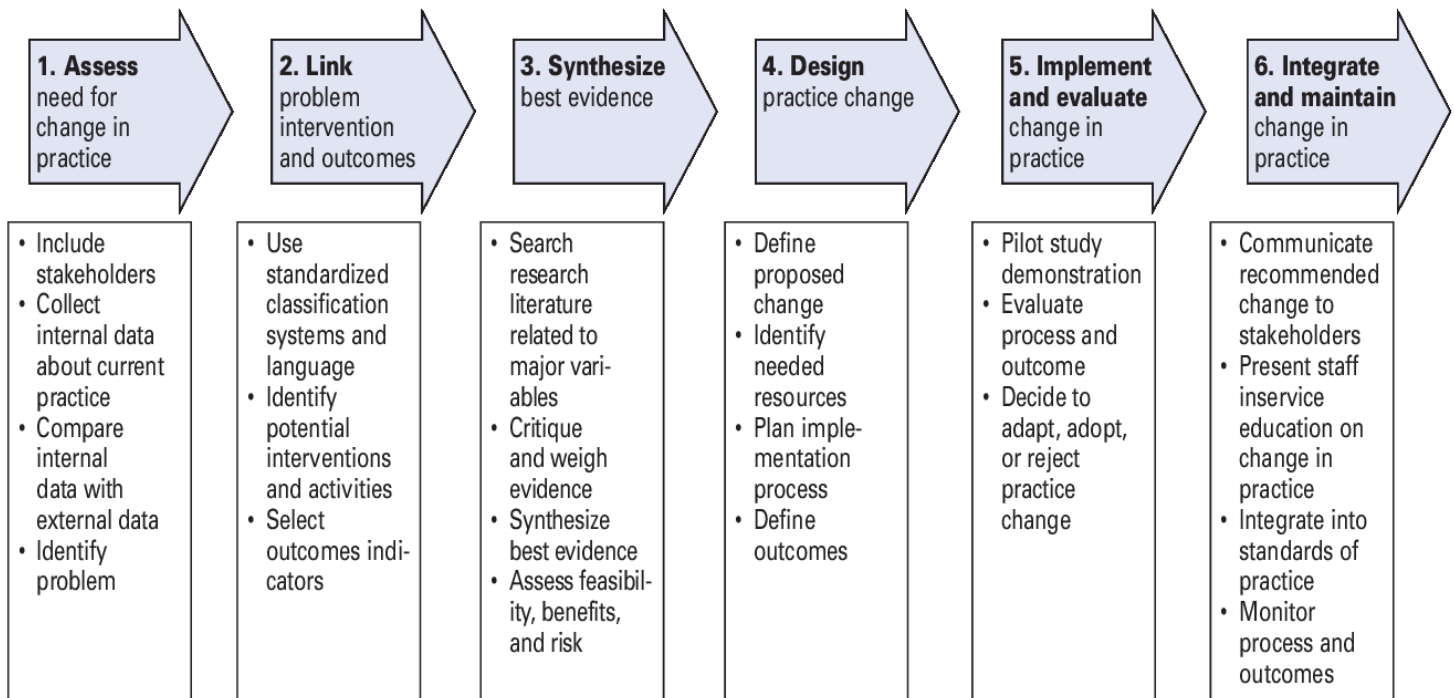 1. Assess
need for
change in
practice
2. Link
problem
intervention
and outcomes
3. Synthesize
best evidence
4. Design
practice change
5. Implement
and evaluate
change in
practice
6. Integrate
and maintain
change in
practice
• Include
stakeholders
• Collect
internal data
about current
practice
• Compare
internal
data with
external data
• Identify
problem
• Use
standardized
classification
systems and
language
• Identify
potential
interventions
and activities
• Select
outcomes indi-
cators
• Search
research
literature
related to
major vari-
ables
• Critique
and weigh
evidence
• Synthesize
best evidence
• Assess feasibil-
ity, benefits,
and risk
• Define
proposed
change
• Identify
needed
resources
• Plan imple-
mentation
process
• Define
outcomes
• Pilot study
demonstration
• Evaluate
process and
outcome
• Decide to
adapt, adopt,
or reject
practice
change
• Communicate
recommended
change to
stakeholders
• Present staff
inservice
education on
change in
practice
• Integrate into
standards of
practice
• Monitor
process and
outcomes